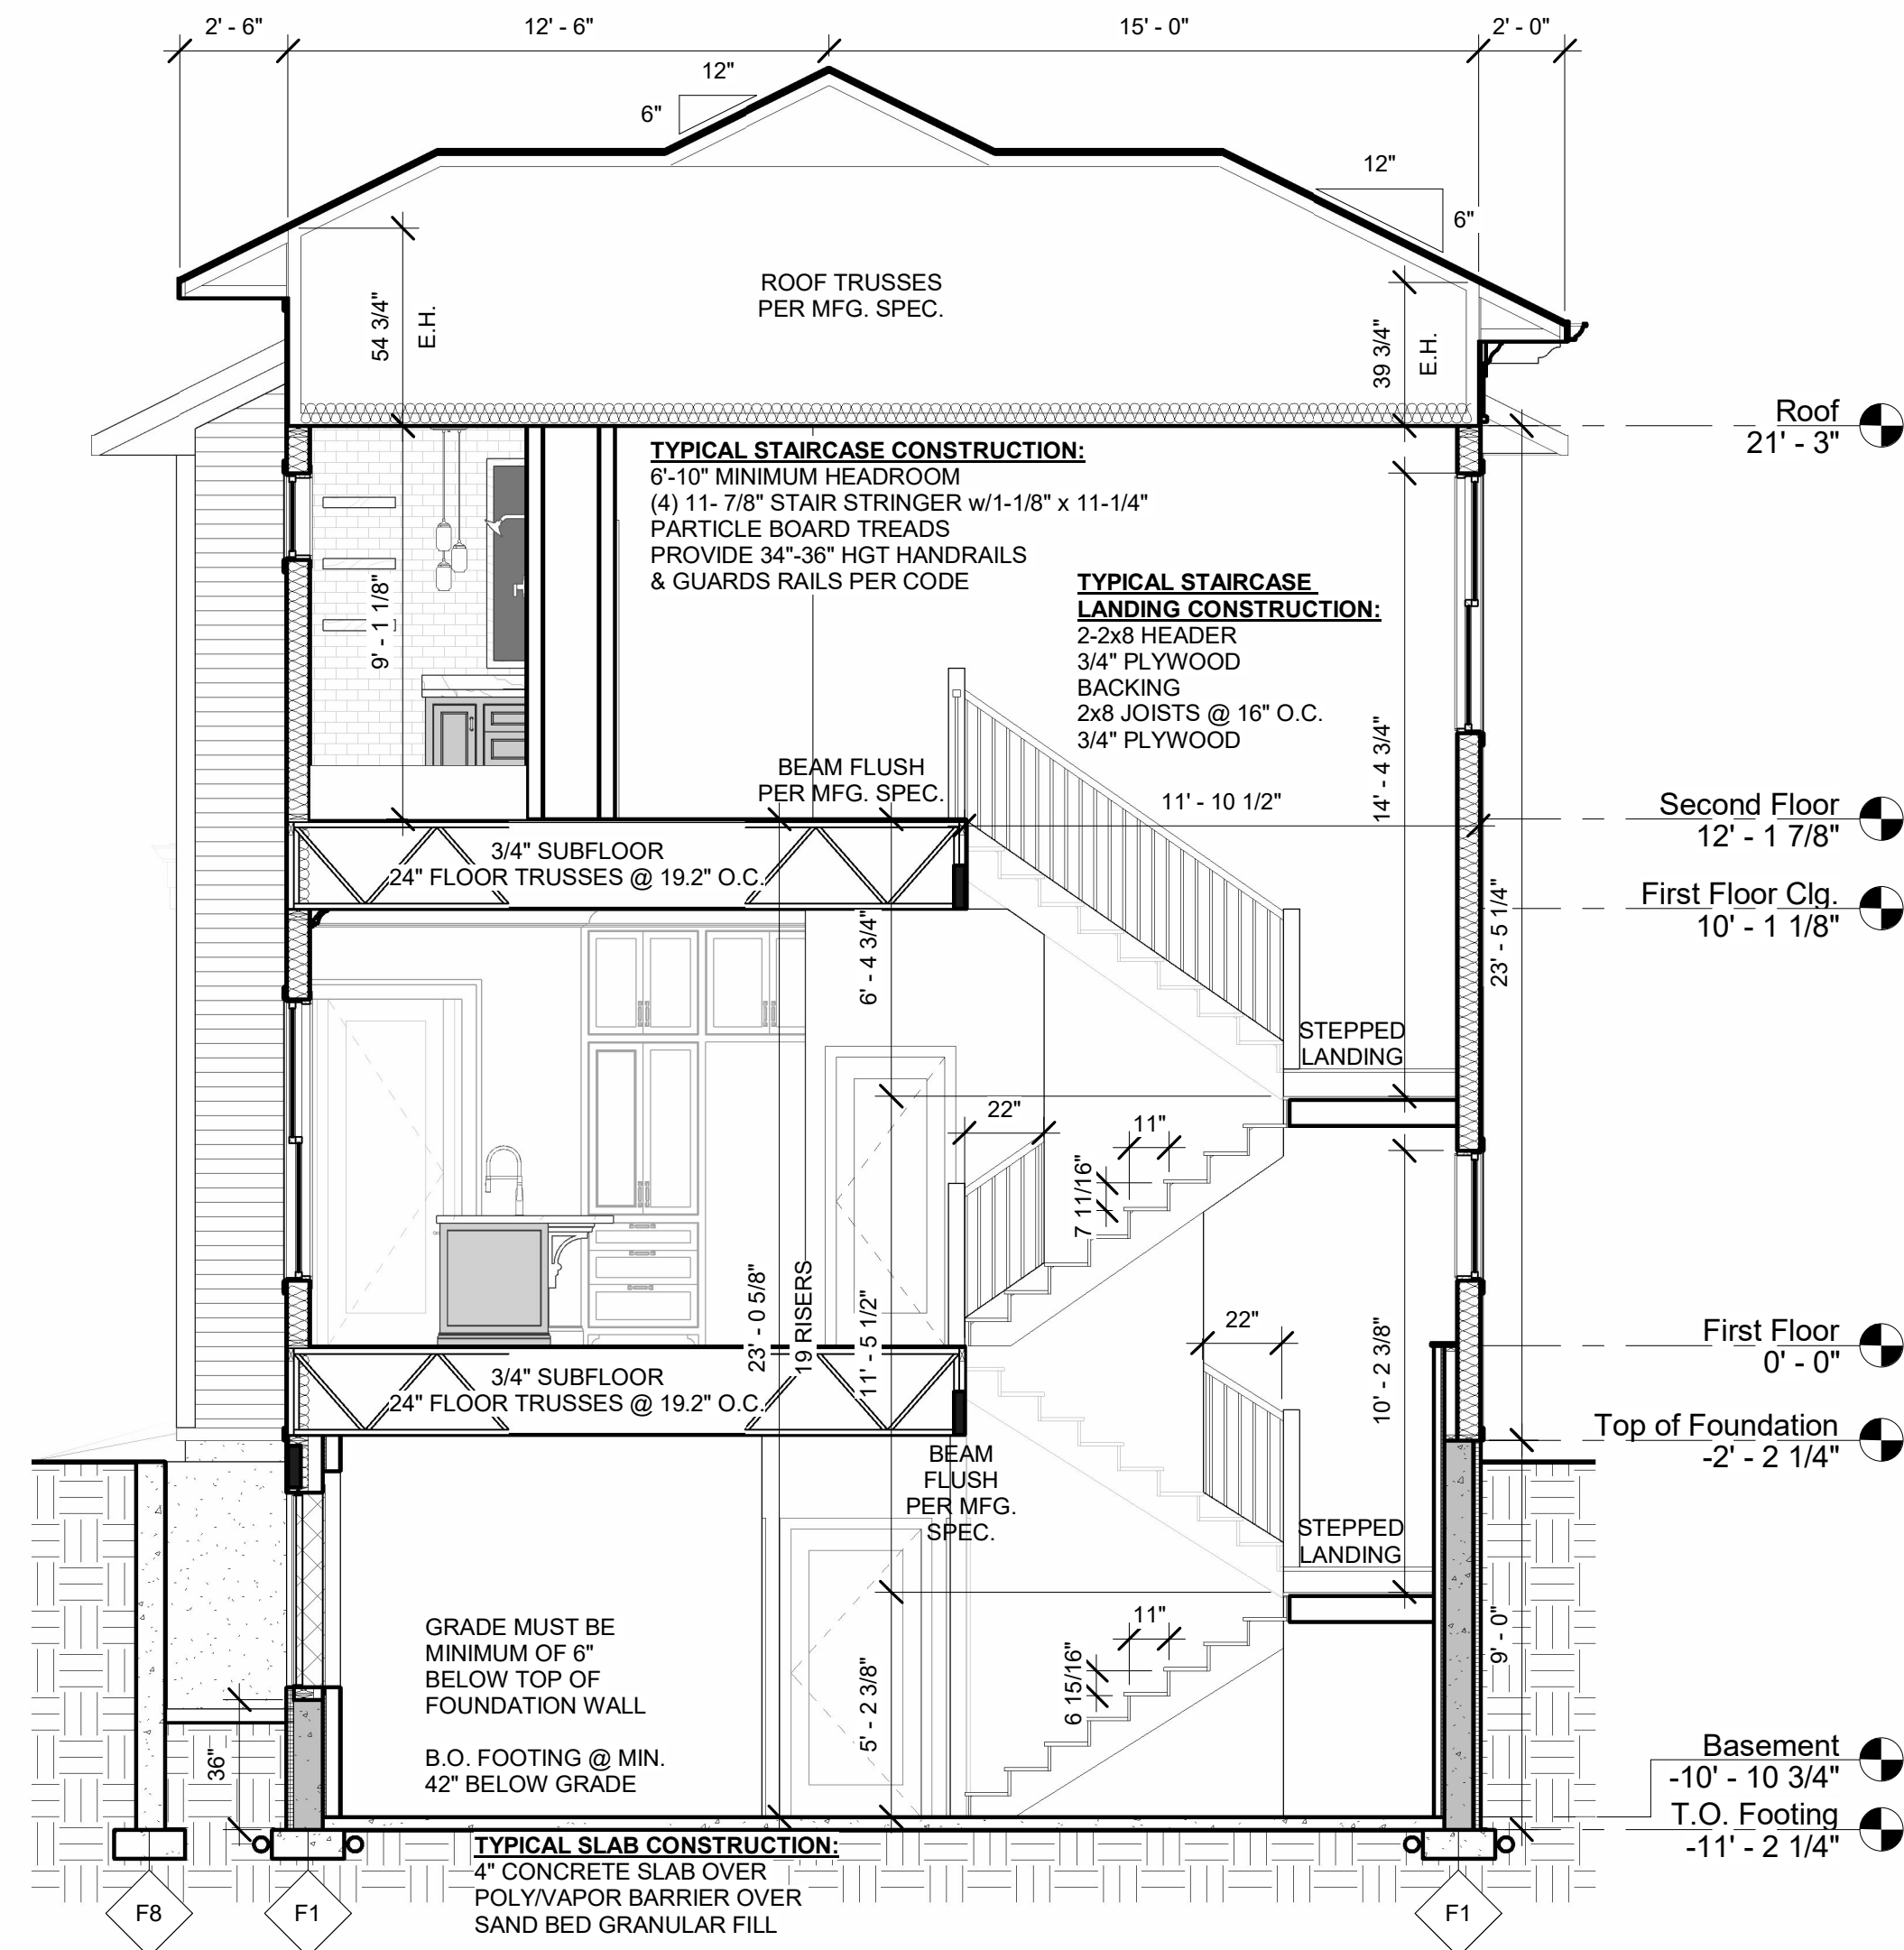 2' - 6"
12' - 6"
15' - 0"
2' - 0"
12"
6"
12"
6"
ROOF TRUSSES
PER MFG. SPEC.
54 3/4"
E.H.
39 3/4"
E.H.
Roof
21' - 3"
TYPICAL STAIRCASE CONSTRUCTION:
6'-10" MINIMUM HEADROOM
(4) 11- 7/8" STAIR STRINGER w/1-1/8" x 11-1/4"
PARTICLE BOARD TREADS
PROVIDE 34"-36" HGT HANDRAILS
& GUARDS RAILS PER CODE
9' - 1 1/8"
TYPICAL STAIRCASE
LANDING CONSTRUCTION:
2-2x8 HEADER
3/4" PLYWOOD
BACKING
2x8 JOISTS @ 16" O.C.
3/4" PLYWOOD
14' - 4 3/4"
BEAM FLUSH
PER MFG. SPEC.
11' - 10 1/2"
Second Floor
12' - 1 7/8"
3/4" SUBFLOOR
24" FLOOR TRUSSES @ 19.2" O.C.
First Floor Clg.
10' - 1 1/8"
6' - 4 3/4"
23' - 5 1/4"
STEPPED
LANDING
22"
11"
7 11/16"
23' - 0 5/8"
19 RISERS
11' - 5 1/2"
22"
10' - 2 3/8"
First Floor
0' - 0"
3/4" SUBFLOOR
24" FLOOR TRUSSES @ 19.2" O.C.
Top of Foundation
-2' - 2 1/4"
BEAM
FLUSH
PER MFG.
SPEC.
STEPPED
LANDING
GRADE MUST BE
MINIMUM OF 6"
BELOW TOP OF
FOUNDATION WALL
B.O. FOOTING @ MIN.
42" BELOW GRADE
36"
5' - 2 3/8"
11"
6 15/16"
9' - 0"
Basement
-10' - 10 3/4"
T.O. Footing
-11' - 2 1/4"
TYPICAL SLAB CONSTRUCTION:
4" CONCRETE SLAB OVER
POLY/VAPOR BARRIER OVER
SAND BED GRANULAR FILL
F8
F1
F1